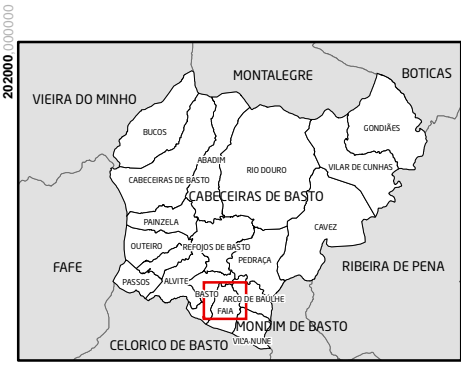 202000.000000
MONTALEGRE
BOTICAS
VIEIRA DO MINHO
BUCOS
GONDIÃES
ABADIM
RIO DOURO
VILAR DE CUNHAS
CABECEIRAS DE BASTO
CABECEIRAS DE BASTO
PAINZELA
CAVEZ
OUTEIRO
REFOJOS DE BASTO
PEDRAÇA
FAFE
RIBEIRA DE PENA
PASSOS
ALVITE
BASTO
ARCO DE BAÚLHE
FAIA
MONDIM DE BASTO
CELORICO DE BASTO
VILA NUNE